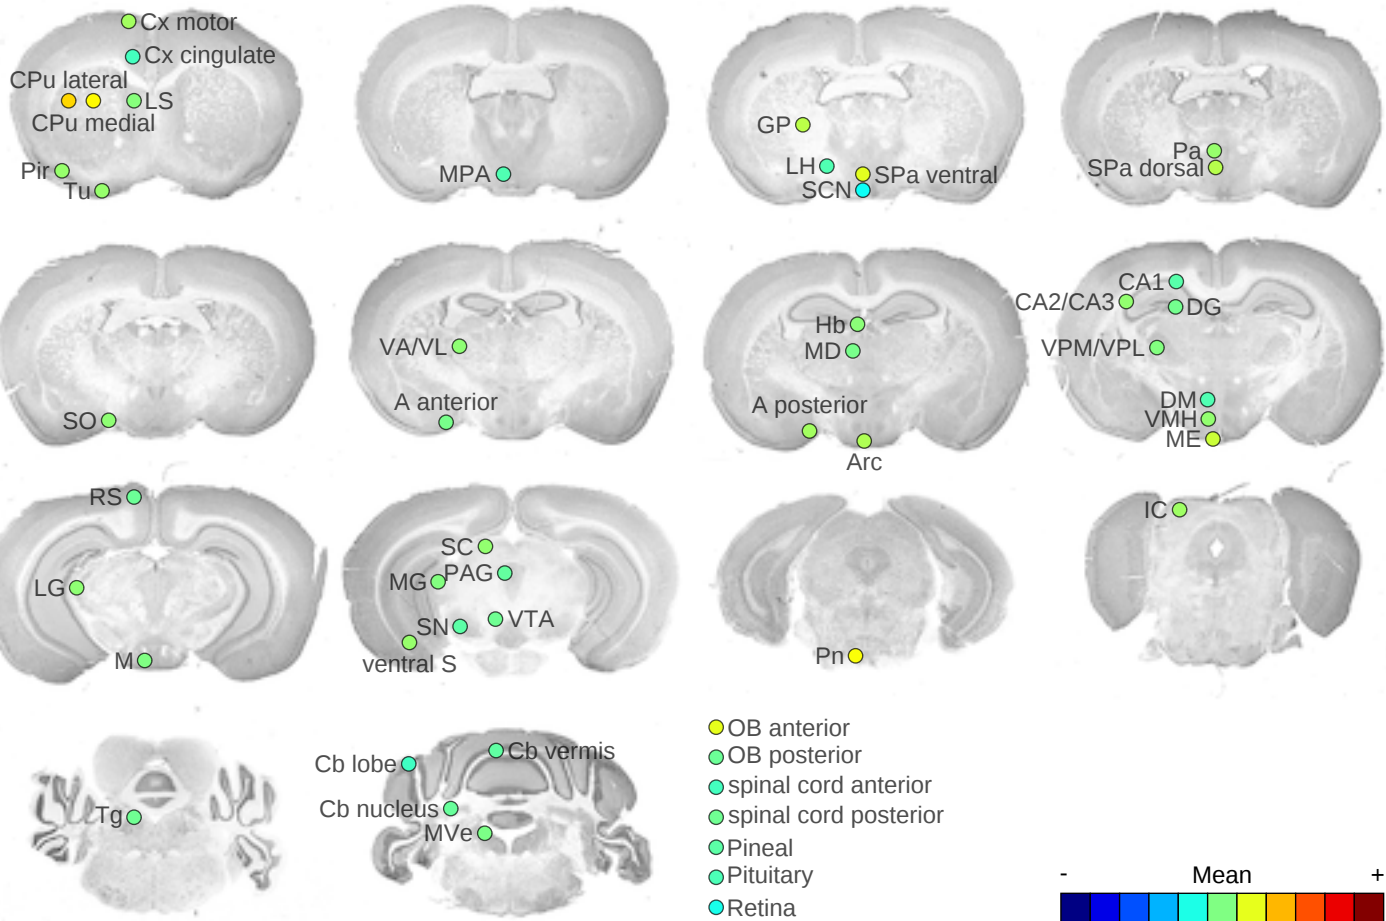 Cx motor
Cx cingulate
CPu lateral
LS
CPu medial
Pir
Tu
MPA
GP
LH
SPa ventral
SCN
Pa
SPa dorsal
SO
VA/VL
A anterior
Hb
MD
A posterior
Arc
CA1
CA2/CA3
DG
VPM/VPL
DM
VMH
ME
RS
LG
M
SC
MG
PAG
SN
VTA
ventral S
Pn
IC
Tg
Cb lobe
Cb vermis
Cb nucleus
MVe
OB anterior
OB posterior
spinal cord anterior
spinal cord posterior
Pineal
Pituitary
Retina
- Mean +